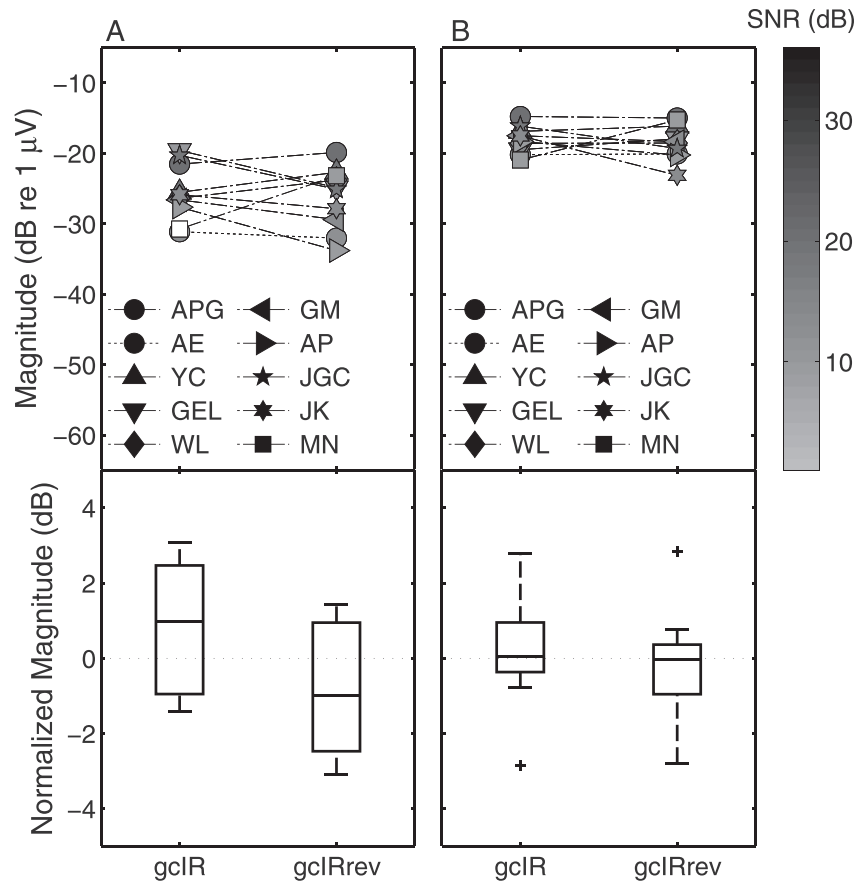 A
B
SNR (dB)
Magnitude (dB re 1 μV)
−10
−20
−30
−40
−50
−60
APG
GM
AE
AP
YC
JGC
GEL
JK
WL
MN
APG
GM
AE
AP
YC
JGC
GEL
JK
WL
MN
30
20
10
Normalized Magnitude (dB)
4
2
0
−2
−4
gcIR
gcIRrev
gcIR
gcIRrev